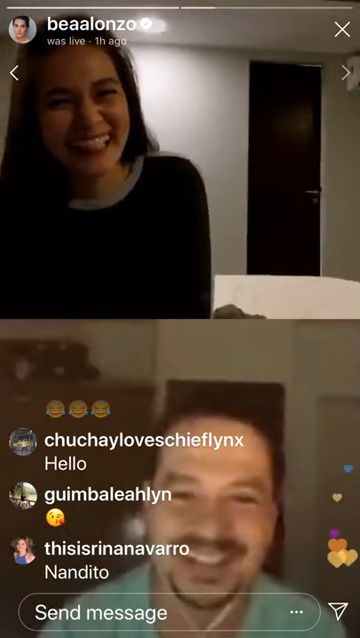 beaalonzo
was live · 1h ago
😂😂😂
chuchayloveschieflynx
Hello
guimbaleahlyn
😘
thisisrinanavarro
Nandito
Send message